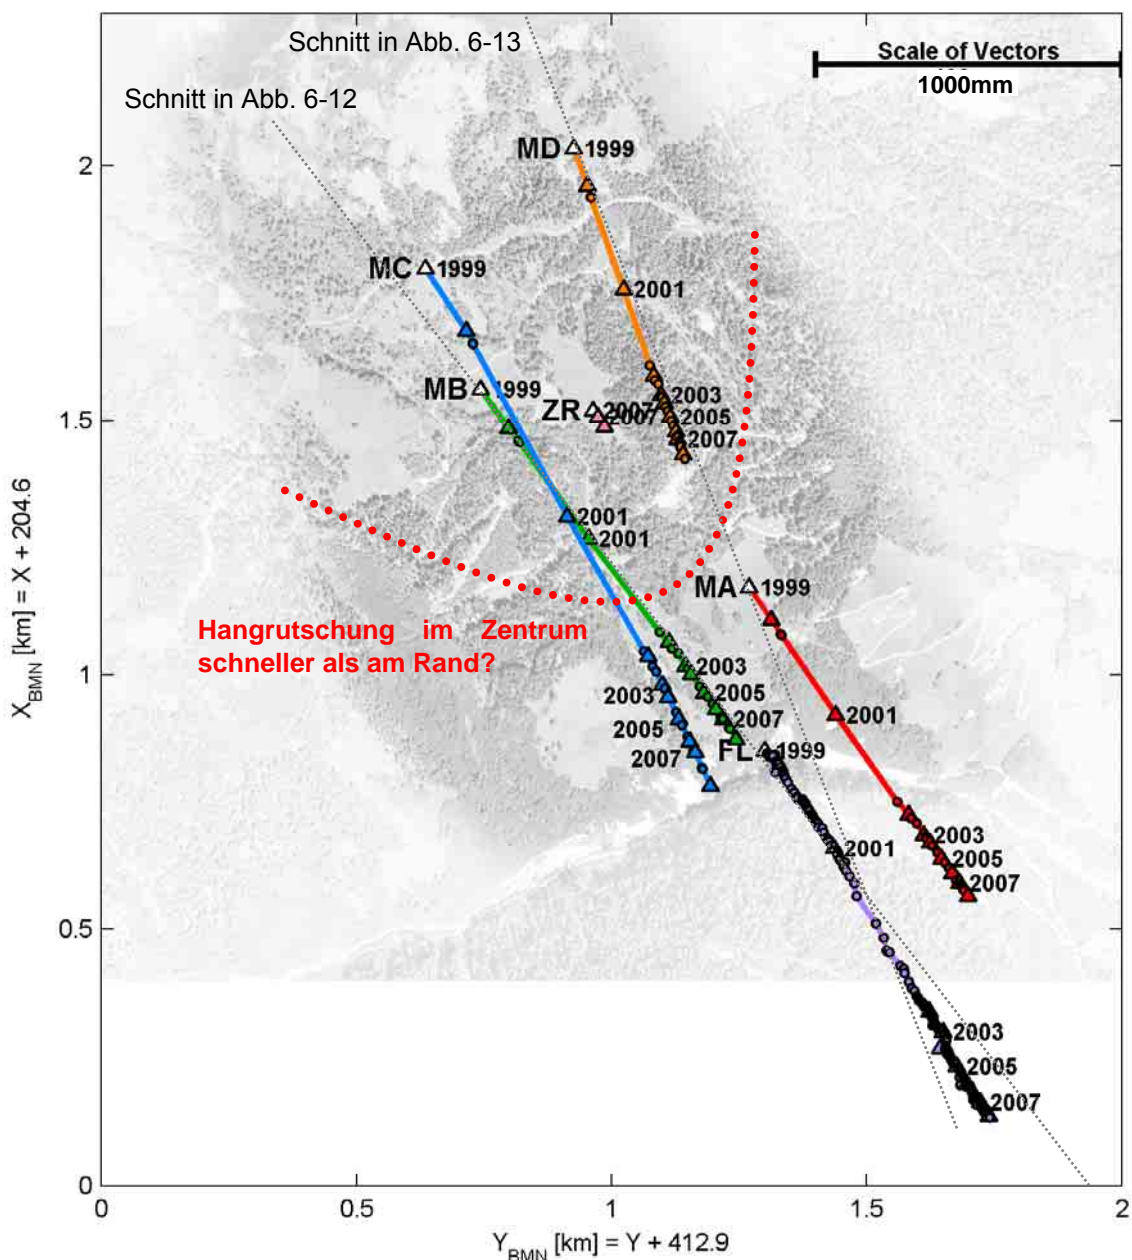 Schnitt in Abb. 6-13
Scale of Vectors
1000mm
Schnitt in Abb. 6-12
MD 1999
2
MC 1999
2001
MB 1999
2003
ZR 2007
2007
2005
2007
1.5
2001
2001
MA 1999
Hangrutschung im Zentrum
schneller als am Rand?
2003
1
2005
2003
2001
2007
2005
2007
FL 1999
2003
2001
2005
2007
0.5
2003
2005
2007
0
0 0.5 1 1.5 2
X_BMN [km] = X + 204.6
Y_BMN [km] = Y + 412.9